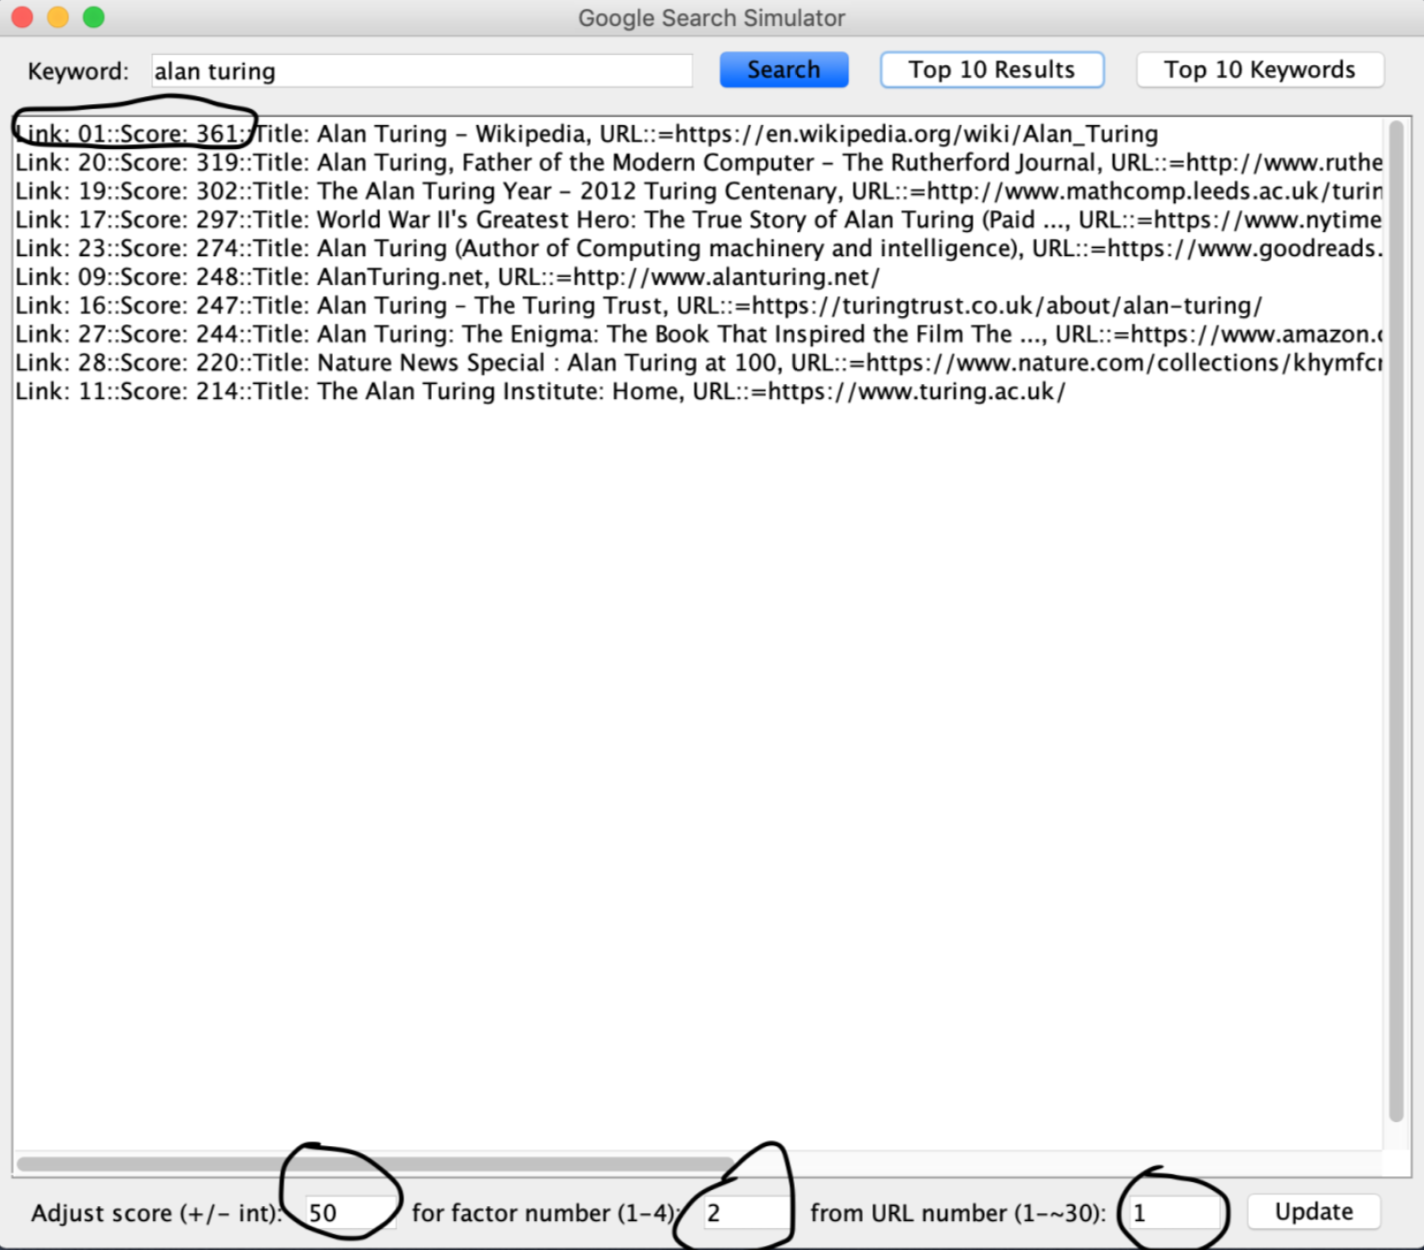 Google Search Simulator
Keyword: alan turing Search Top 10 Results Top 10 Keywords
Link: 01::Score: 361::Title: Alan Turing – Wikipedia, URL::=https://en.wikipedia.org/wiki/Alan_Turing
Link: 20::Score: 319::Title: Alan Turing, Father of the Modern Computer – The Rutherford Journal, URL::=http://www.ruthe
Link: 19::Score: 302::Title: The Alan Turing Year – 2012 Turing Centenary, URL::=http://www.mathcomp.leeds.ac.uk/turin
Link: 17::Score: 297::Title: World War II's Greatest Hero: The True Story of Alan Turing (Paid ..., URL::=https://www.nytime
Link: 23::Score: 274::Title: Alan Turing (Author of Computing machinery and intelligence), URL::=https://www.goodreads.
Link: 09::Score: 248::Title: AlanTuring.net, URL::=http://www.alanturing.net/
Link: 16::Score: 247::Title: Alan Turing – The Turing Trust, URL::=https://turingtrust.co.uk/about/alan-turing/
Link: 27::Score: 244::Title: Alan Turing: The Enigma: The Book That Inspired the Film The ..., URL::=https://www.amazon.c
Link: 28::Score: 220::Title: Nature News Special : Alan Turing at 100, URL::=https://www.nature.com/collections/khymfcr
Link: 11::Score: 214::Title: The Alan Turing Institute: Home, URL::=https://www.turing.ac.uk/
Adjust score (+/- int): 50 for factor number (1-4): 2 from URL number (1-~30): 1 Update